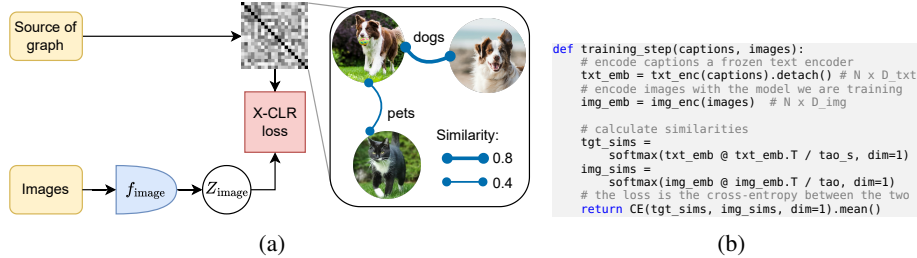 Source of
graph
X-CLR
loss
Images
f_image
Z_image
dogs
pets
Similarity:
0.8
0.4
(a)
def training_step(captions, images):
    # encode captions a frozen text encoder
    txt_emb = txt_enc(captions).detach() # N x D_txt
    # encode images with the model we are training
    img_emb = img_enc(images)  # N x D_img

    # calculate similarities
    tgt_sims =
        softmax(txt_emb @ txt_emb.T / tao_s, dim=1)
    img_sims =
        softmax(img_emb @ img_emb.T / tao, dim=1)
    # the loss is the cross-entropy between the two
    return CE(tgt_sims, img_sims, dim=1).mean()
(b)